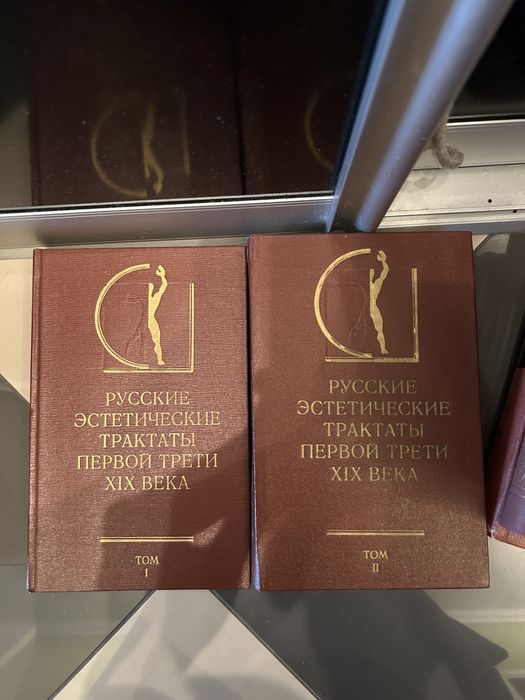 РУССКИЕ
ЭСТЕТИЧЕСКИЕ
ТРАКТАТЫ
ПЕРВОЙ ТРЕТИ
XIX ВЕКА
ТОМ
I
РУССКИЕ
ЭСТЕТИЧЕСКИЕ
ТРАКТАТЫ
ПЕРВОЙ ТРЕТИ
XIX ВЕКА
ТОМ
II